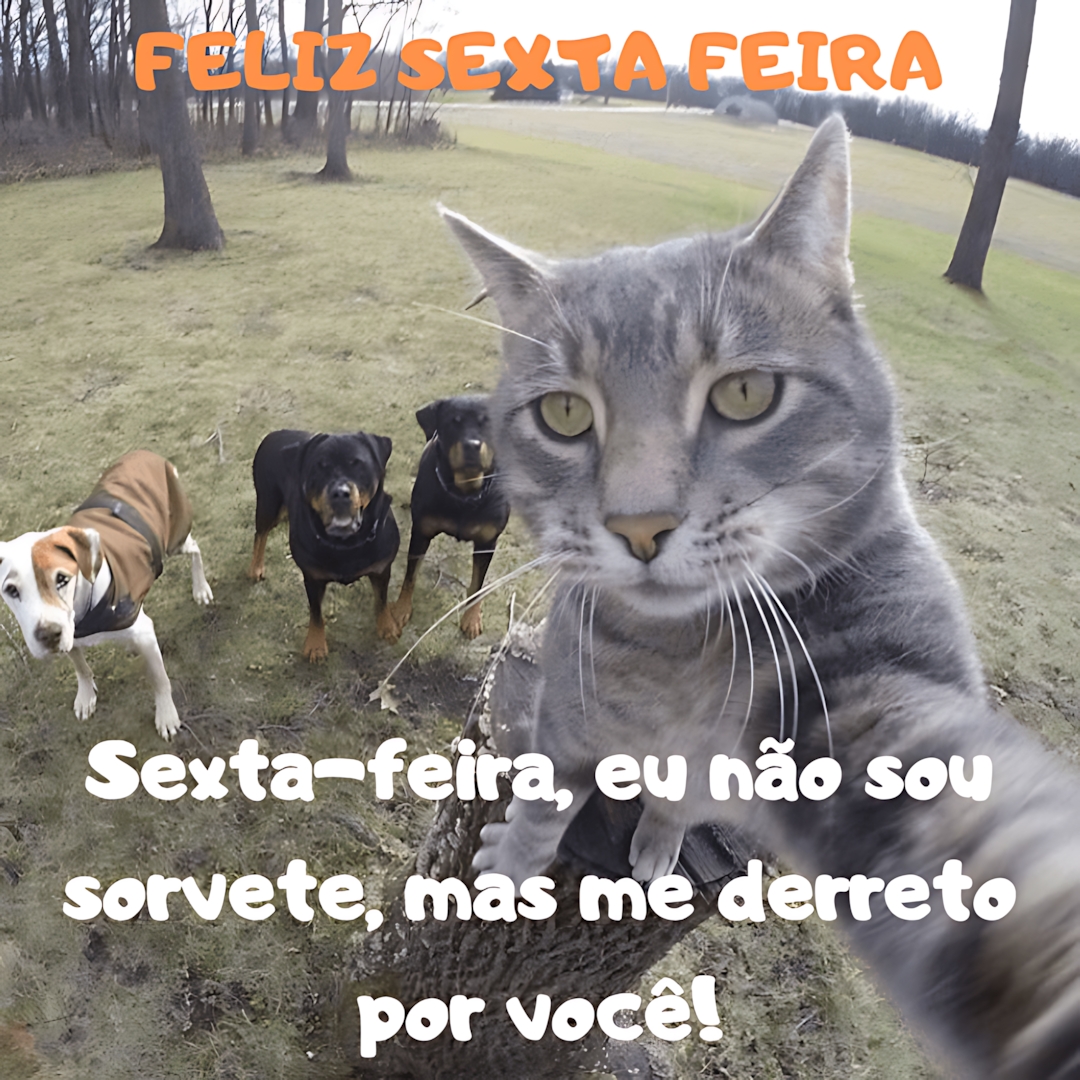 FELIZ SEXTA FEIRA
Sexta-feira, eu não sou
sorvete, mas me derreto
por você!